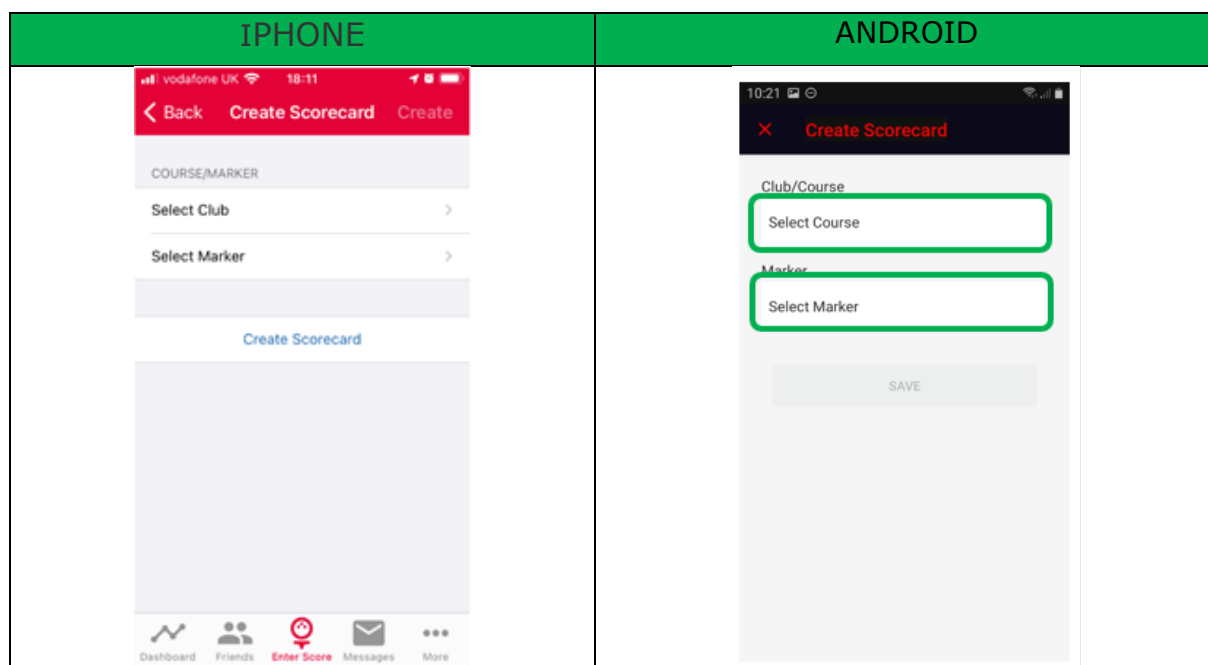 IPHONE
ANDROID
vodafone UK 18:11
Back Create Scorecard Create
COURSE/MARKER
Select Club
Select Marker
Create Scorecard
Dashboard Friends Enter Score Messages More
10:21
Create Scorecard
Club/Course
Select Course
Marker
Select Marker
SAVE